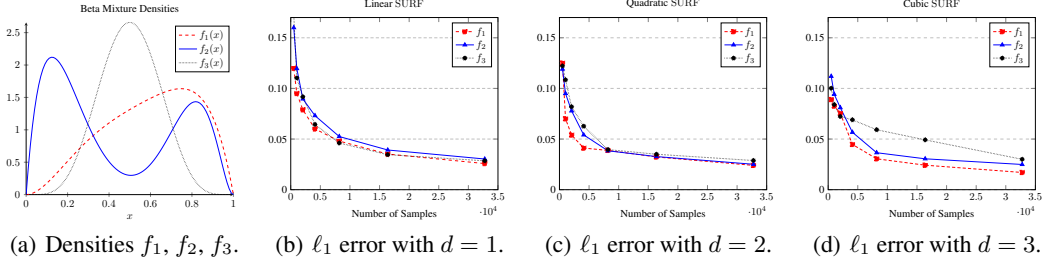 Beta Mixture Densities
2.5
2
1.5
1
0.5
0
0 0.2 0.4 0.6 0.8 1
x
f₁(x)
f₂(x)
f₃(x)
Linear SURF
0.15
0.10
0.05
0.00
0 0.5 1 1.5 2 2.5 3 3.5
·10⁴
Number of Samples
f₁
f₂
f₃
Quadratic SURF
0.15
0.10
0.05
0.00
0 0.5 1 1.5 2 2.5 3 3.5
·10⁴
Number of Samples
f₁
f₂
f₃
Cubic SURF
0.15
0.10
0.05
0.00
0 0.5 1 1.5 2 2.5 3 3.5
·10⁴
Number of Samples
f₁
f₂
f₃
(a) Densities f₁, f₂, f₃.
(b) ℓ₁ error with d = 1.
(c) ℓ₁ error with d = 2.
(d) ℓ₁ error with d = 3.